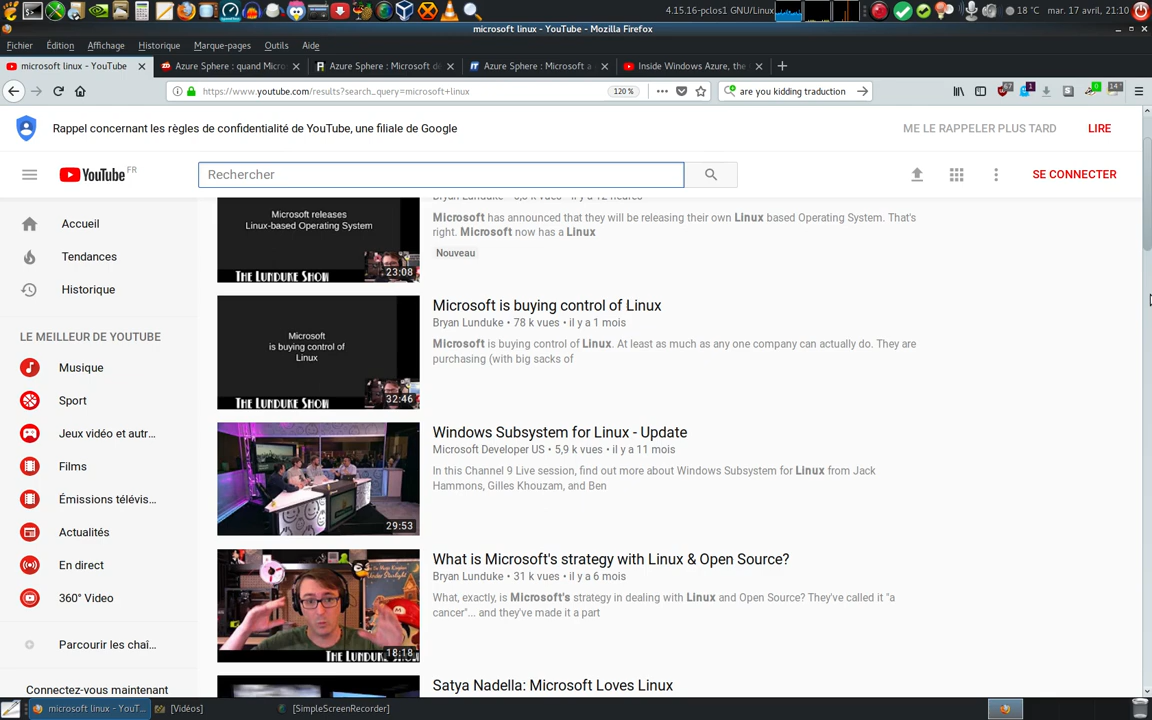 4.15.16-pclos1 GNU/Linux
18 °C mar. 17 avril, 21:10
microsoft linux - YouTube - Mozilla Firefox
Fichier Édition Affichage Historique Marque-pages Outils Aide
microsoft linux - YouTube
Azure Sphere : quand Micro
Azure Sphere : Microsoft d
Azure Sphere : Microsoft a
Inside Windows Azure, the
https://www.youtube.com/results?search_query=microsoft+linux
120 %
are you kidding traduction
Rappel concernant les règles de confidentialité de YouTube, une filiale de Google
ME LE RAPPELER PLUS TARD
LIRE
YouTube FR
Rechercher
SE CONNECTER
Accueil
Tendances
Historique
LE MEILLEUR DE YOUTUBE
Musique
Sport
Jeux vidéo et autr...
Films
Émissions télévis...
Actualités
En direct
360° Video
Parcourir les chaî...
Connectez-vous maintenant
Microsoft releases
Linux-based Operating System
THE LUNDUKE SHOW
23:08
Microsoft has announced that they will be releasing their own Linux based Operating System. That's
right. Microsoft now has a Linux
Nouveau
Microsoft
is buying control of
Linux
THE LUNDUKE SHOW
32:46
Microsoft is buying control of Linux
Bryan Lunduke • 78 k vues • il y a 1 mois
Microsoft is buying control of Linux. At least as much as any one company can actually do. They are
purchasing (with big sacks of
29:53
Windows Subsystem for Linux - Update
Microsoft Developer US • 5,9 k vues • il y a 11 mois
In this Channel 9 Live session, find out more about Windows Subsystem for Linux from Jack
Hammons, Gilles Khouzam, and Ben
THE LUNDUKE SHOW
18:18
What is Microsoft's strategy with Linux & Open Source?
Bryan Lunduke • 31 k vues • il y a 6 mois
What, exactly, is Microsoft's strategy in dealing with Linux and Open Source? They've called it "a
cancer"... and they've made it a part
Satya Nadella: Microsoft Loves Linux
microsoft linux - YouT...
[Vidéos]
[SimpleScreenRecorder]